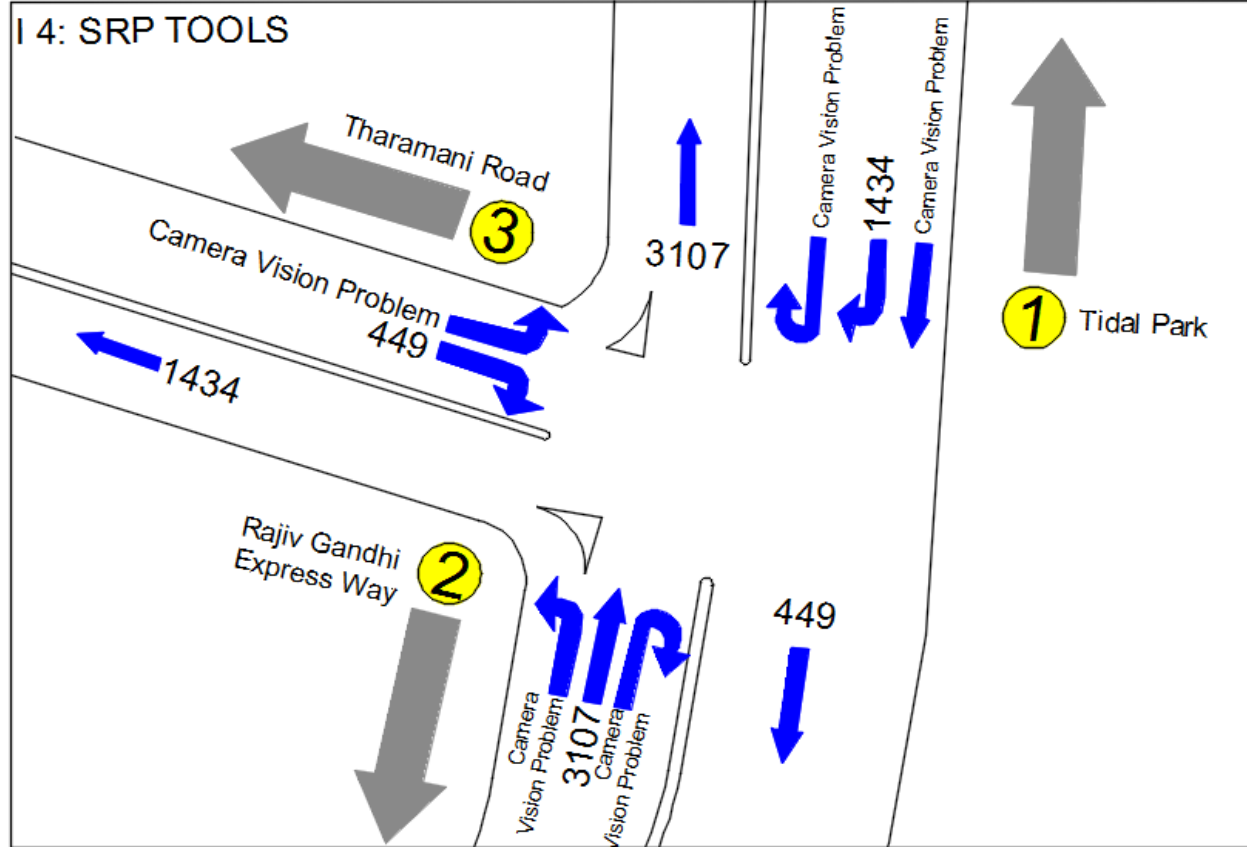 I 4: SRP TOOLS
Tharamani Road
3
Camera Vision Problem
449
1434
3107
Camera Vision Problem
1434
Camera Vision Problem
1
Tidal Park
Rajiv Gandhi
Express Way
2
Camera
Vision Problem
3107
Camera
Vision Problem
449